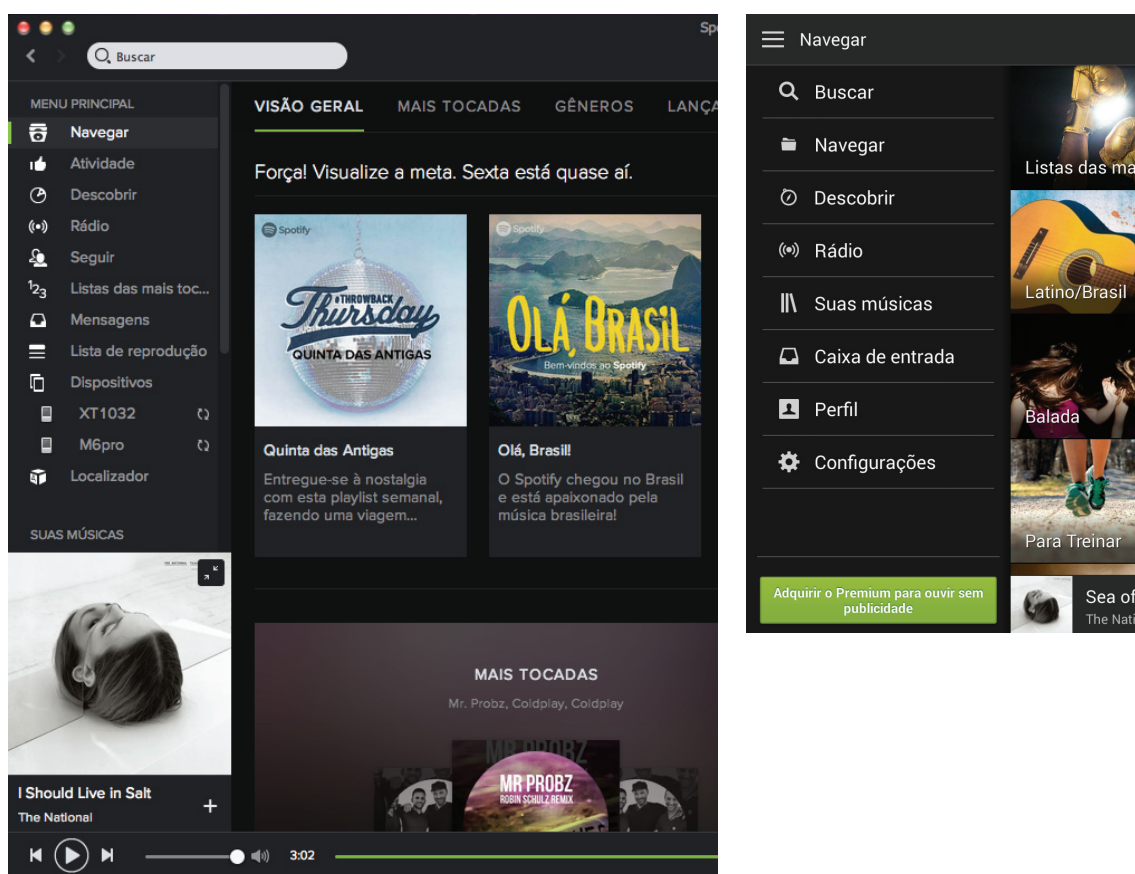 Buscar
MENU PRINCIPAL
Navegar
Atividade
Descobrir
Rádio
Seguir
Listas das mais toc...
Mensagens
Lista de reprodução
Dispositivos
XT1032
M6pro
Localizador
SUAS MÚSICAS
I Should Live in Salt
The National
3:02
VISÃO GERAL MAIS TOCADAS GÊNEROS
Força! Visualize a meta. Sexta está quase aí.
Spotify
#THROWBACK
Thursday
QUINTA DAS ANTIGAS
Quinta das Antigas
Entregue-se à nostalgia
com esta playlist semanal,
fazendo uma viagem...
Spotify
OLÁ, BRASIL
Bem-vindos ao Spotify
Olá, Brasil!
O Spotify chegou no Brasil
e está apaixonado pela
música brasileira!
MAIS TOCADAS
Mr. Probz, Coldplay, Coldplay
MR PROBZ
MR PROBZ
ROBIN SCHULZ REMIX
Navegar
Buscar
Navegar
Descobrir
Rádio
Suas músicas
Caixa de entrada
Perfil
Configurações
Adquirir o Premium para ouvir sem
publicidade
Listas das ma
Latino/Brasil
Balada
Para Treinar
Sea of
The Nati